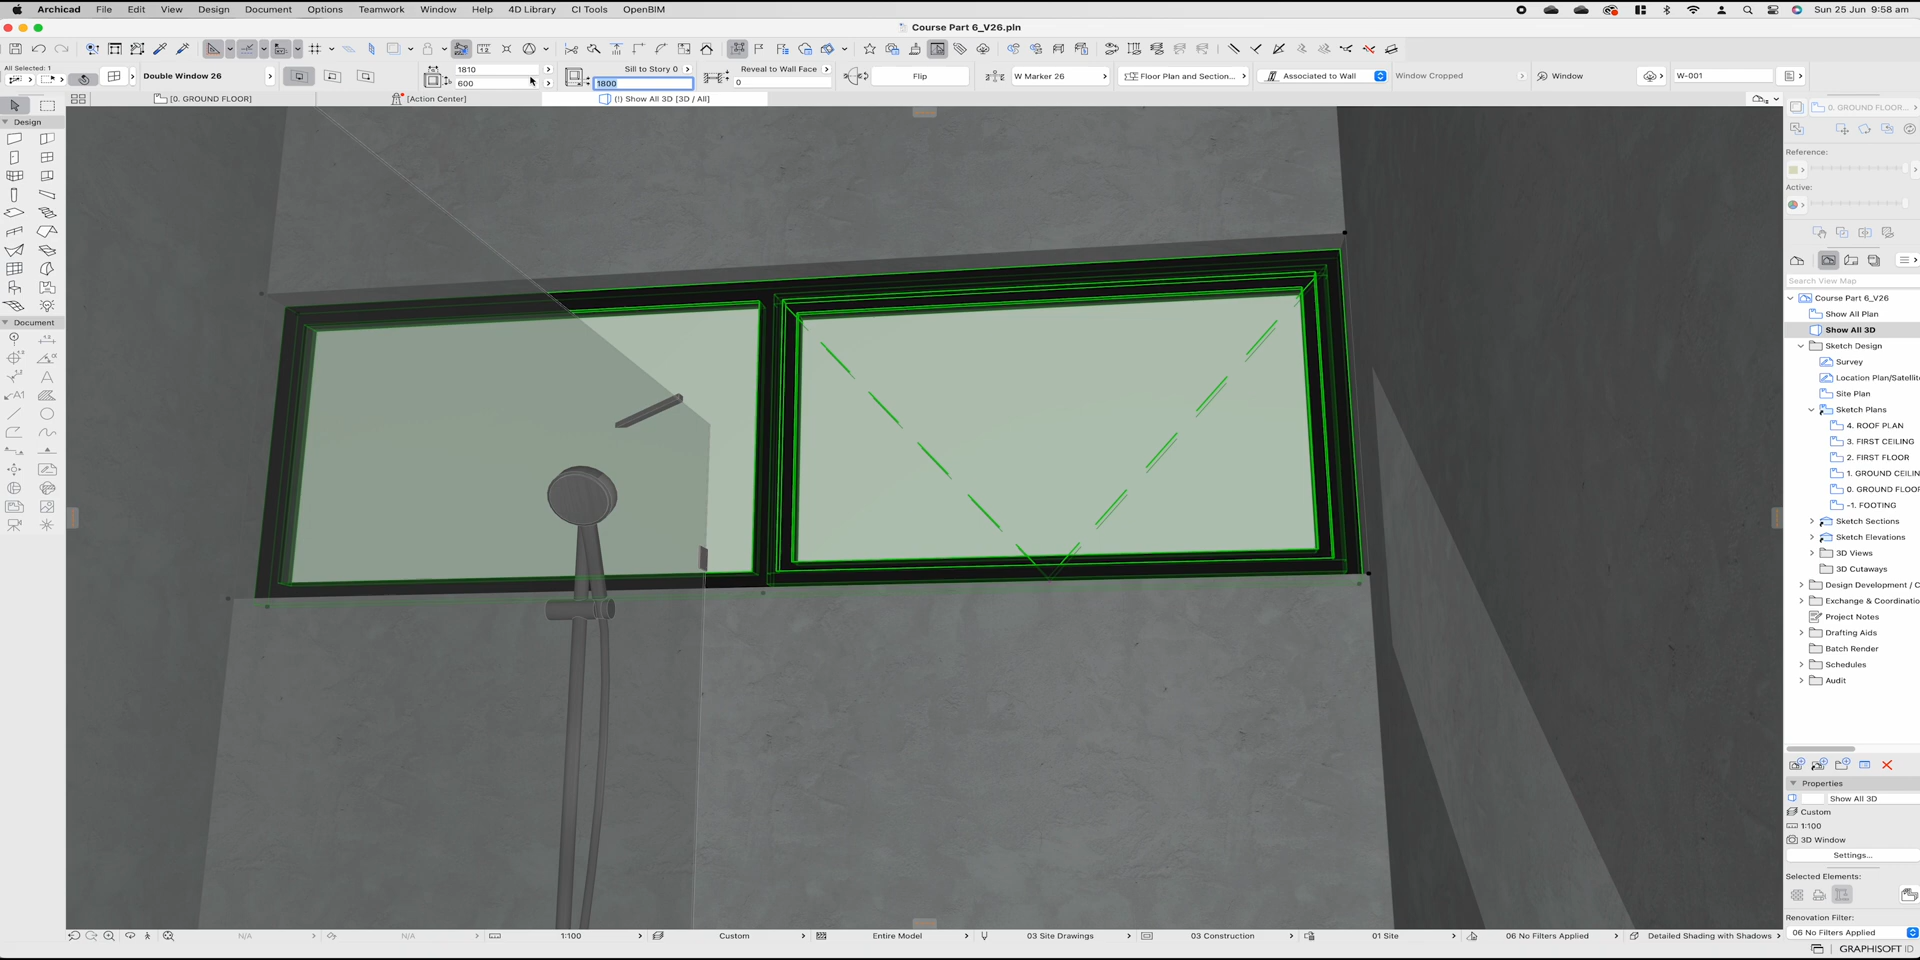 Archicad File Edit View Design Document Options Teamwork Window Help 4D Library CI Tools OpenBIM Sun 25 Jun 9:58 am
Course Part 6_V26.pln
All Selected: 1
Double Window 26
1810
600
Sill to Story 0
1800
Reveal to Wall Face
0
Flip
W Marker 26
Floor Plan and Section...
Associated to Wall
Window Cropped
Window
W-001
[0. GROUND FLOOR]
[Action Center]
(!) Show All 3D [3D / All]
Design
Document
A1
0. GROUND FLOOR...
Reference:
Active:
Search View Map
Course Part 6_V26
Show All Plan
Show All 3D
Sketch Design
Survey
Location Plan/Satellit
Site Plan
Sketch Plans
4. ROOF PLAN
3. FIRST CEILING
2. FIRST FLOOR
1. GROUND CEILIN
0. GROUND FLOOR
-1. FOOTING
Sketch Sections
Sketch Elevations
3D Views
3D Cutaways
Design Development / C
Exchange & Coordinatio
Project Notes
Drafting Aids
Batch Render
Schedules
Audit
Properties
Show All 3D
Custom
1:100
3D Window
Settings...
Selected Elements:
Renovation Filter:
06 No Filters Applied
N/A N/A 1:100 Custom Entire Model 03 Site Drawings 03 Construction 01 Site 06 No Filters Applied Detailed Shading with Shadows
GRAPHISOFT ID